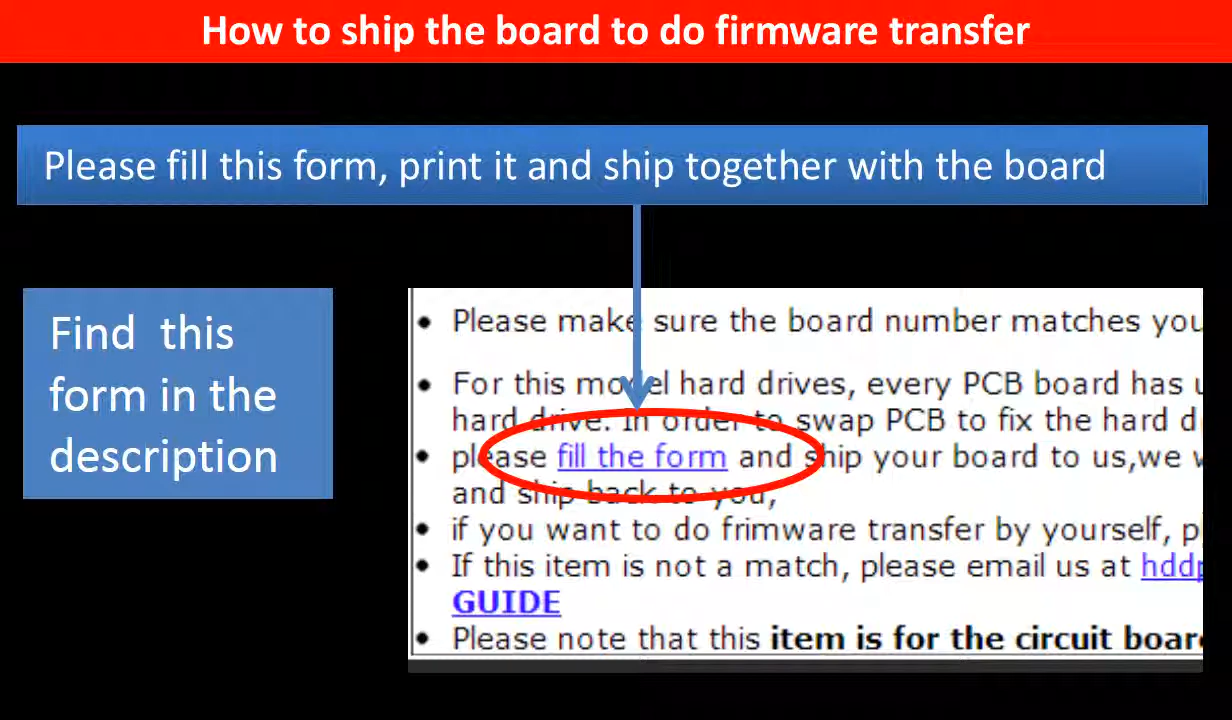 How to ship the board to do firmware transfer
Please fill this form, print it and ship together with the board
Find this
form in the
description
Please make sure the board number matches
For this model hard drives, every PCB board has
hard drive. In order to swap PCB to fix the hard
please fill the form and ship your board to us,we
and ship back to you,
if you want to do frimware transfer by yourself,
If this item is not a match, please email us at
GUIDE
Please note that this item is for the circuit